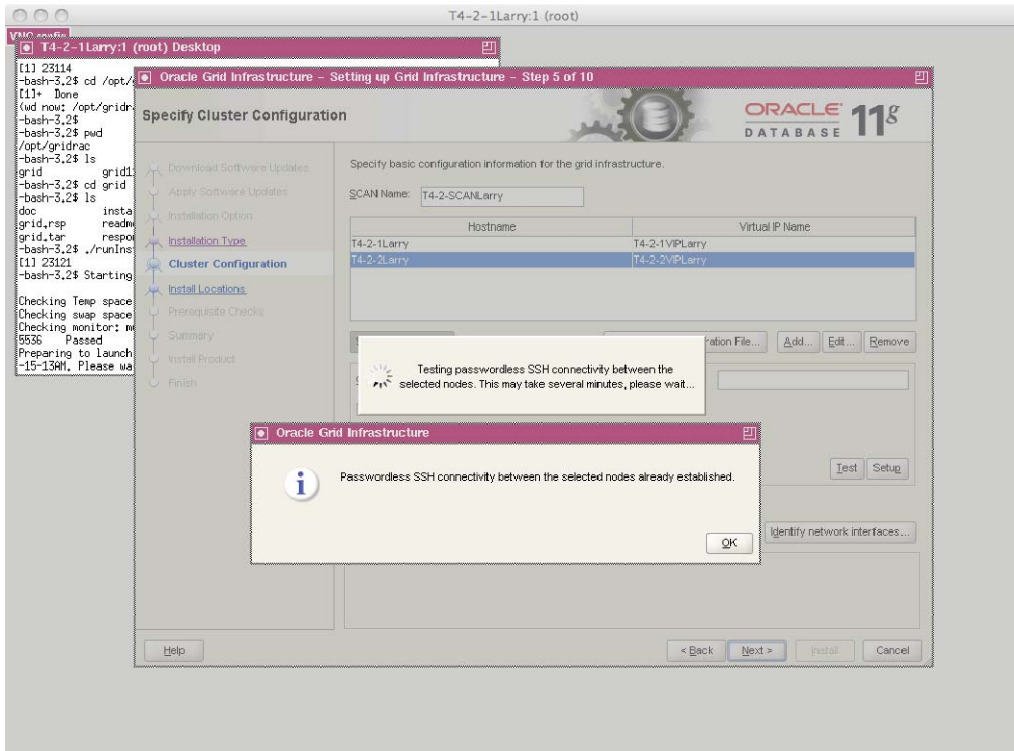 T4-2-1Larry:1 (root)
VNC config
T4-2-1Larry:1 (root) Desktop
[1] 23114
-bash-3.2$ cd /opt/
[1]+ Done
(wd now: /opt/gridr
-bash-3.2$
-bash-3.2$ pwd
/opt/gridrac
-bash-3.2$ ls
grid grid1
-bash-3.2$ cd grid
-bash-3.2$ ls
doc insta
grid.rsp readm
grid.tar respo
-bash-3.2$ ./runIns
[1] 23121
-bash-3.2$ Starting
Checking Temp space
Checking swap space
Checking monitor: m
5536 Passed
Preparing to launch
-15-13AM. Please wa
Oracle Grid Infrastructure - Setting up Grid Infrastructure - Step 5 of 10
Specify Cluster Configuration
ORACLE
DATABASE 11g
Download Software Updates
Apply Software Updates
Installation Option
Installation Type
Cluster Configuration
Install Locations
Prerequisite Checks
Summary
Install Product
Finish
Specify basic configuration information for the grid infrastructure.
SCAN Name: T4-2-SCANLarry
Hostname Virtual IP Name
T4-2-1Larry T4-2-1VIPLarry
T4-2-2Larry T4-2-2VIPLarry
ration File... Add... Edit... Remove
Testing passwordless SSH connectivity between the
selected nodes. This may take several minutes, please wait...
Test Setup
Oracle Grid Infrastructure
Passwordless SSH connectivity between the selected nodes already established.
OK
Identify network interfaces...
Help < Back Next > Install Cancel